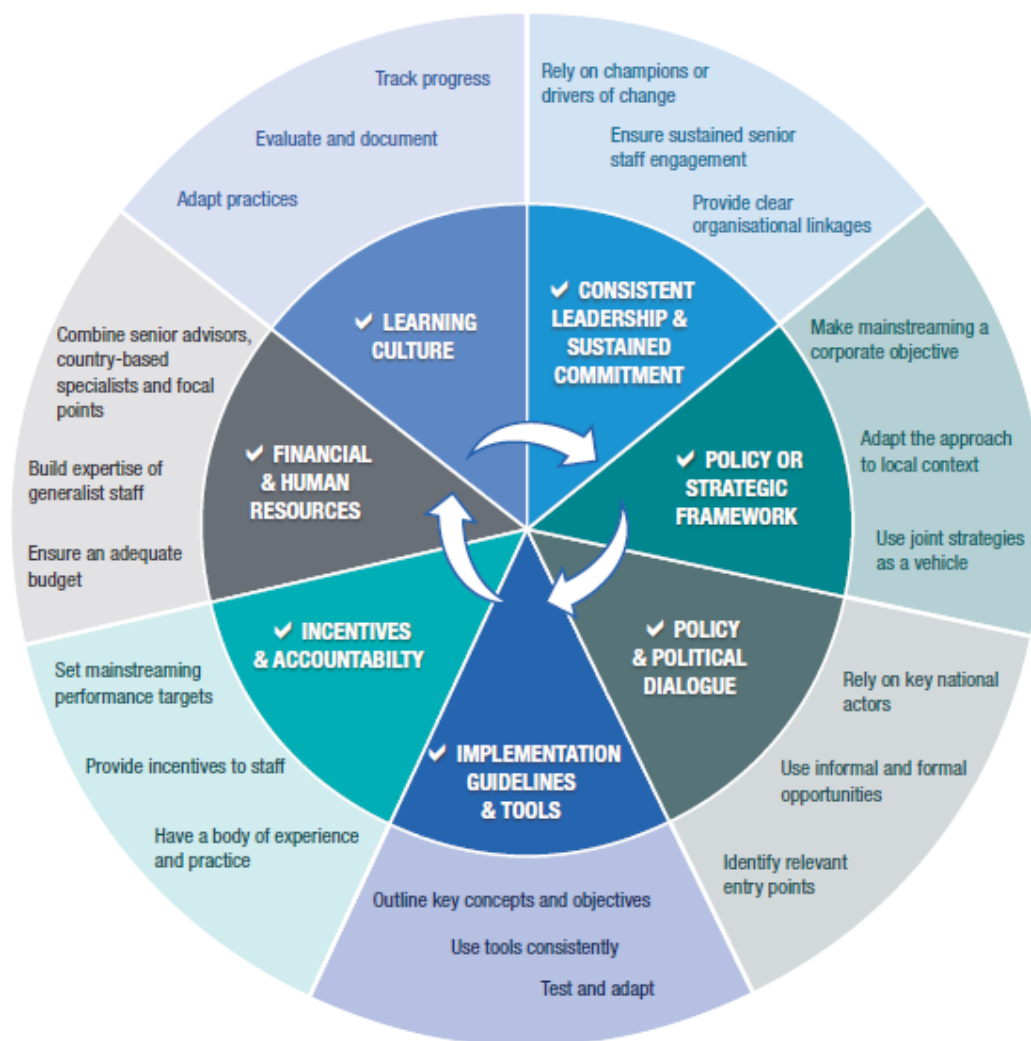 Track progress
Evaluate and document
Adapt practices
Rely on champions or
drivers of change
Ensure sustained senior
staff engagement
Provide clear
organisational linkages
✓ LEARNING
CULTURE
✓ CONSISTENT
LEADERSHIP &
SUSTAINED
COMMITMENT
Make mainstreaming a
corporate objective
Adapt the approach
to local context
Use joint strategies
as a vehicle
✓ POLICY OR
STRATEGIC
FRAMEWORK
Combine senior advisors,
country-based
specialists and focal
points
Build expertise of
generalist staff
Ensure an adequate
budget
✓ FINANCIAL
& HUMAN
RESOURCES
✓ INCENTIVES
& ACCOUNTABILTY
Set mainstreaming
performance targets
Provide incentives to staff
Have a body of experience
and practice
✓ POLICY
& POLITICAL
DIALOGUE
Rely on key national
actors
Use informal and formal
opportunities
Identify relevant
entry points
✓ IMPLEMENTATION
GUIDELINES
& TOOLS
Outline key concepts and objectives
Use tools consistently
Test and adapt